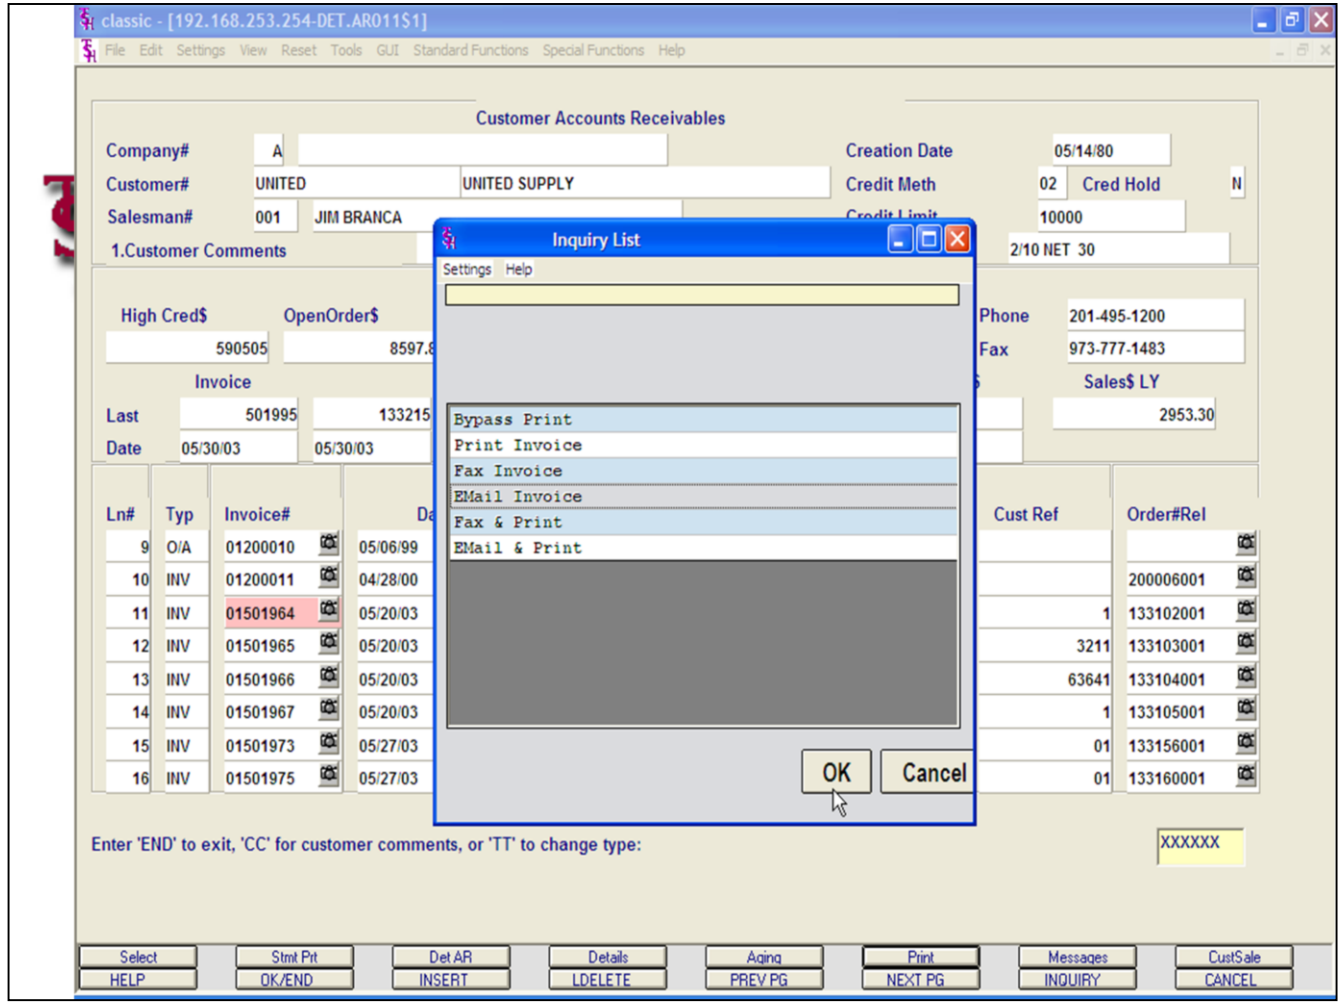 classic - [192.168.253.254-DET.AR011S1]
File Edit Settings View Reset Tools GUI Standard Functions Special Functions Help
Customer Accounts Receivables
Company# A Creation Date 05/14/80
Customer# UNITED UNITED SUPPLY Credit Meth 02 Cred Hold N
Salesman# 001 JIM BRANCA Credit Limit 10000
1.Customer Comments 2/10 NET 30
Inquiry List
Settings Help
Bypass Print
Print Invoice
Fax Invoice
EMail Invoice
Fax & Print
EMail & Print
OK Cancel
High Cred$ OpenOrder$ Phone 201-495-1200
590505 8597.8 Fax 973-777-1483
Invoice Sales$ LY
Last 501995 133215 2953.30
Date 05/30/03 05/30/03
Ln# Typ Invoice# Da Cust Ref Order#Rel
9 O/A 01200010 05/06/99
10 INV 01200011 04/28/00 200006001
11 INV 01501964 05/20/03 1 133102001
12 INV 01501965 05/20/03 3211 133103001
13 INV 01501966 05/20/03 63641 133104001
14 INV 01501967 05/20/03 1 133105001
15 INV 01501973 05/27/03 01 133156001
16 INV 01501975 05/27/03 01 133160001
Enter 'END' to exit, 'CC' for customer comments, or 'TT' to change type: XXXXXX
Select Stmt Prt Det AR Details Aging Print Messages CustSale
HELP OK/END INSERT LDELETE PREV PG NEXT PG INQUIRY CANCEL